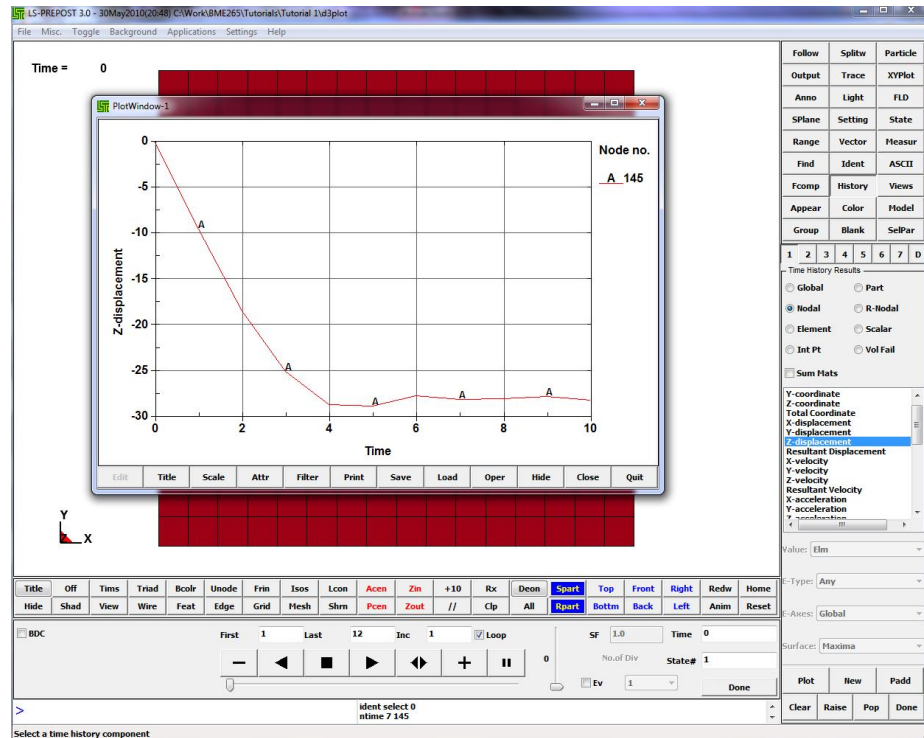 LS-PREPOST 3.0 - 30May2010(20:48) C:\Work\BME265\Tutorials\Tutorial 1\d3plot
File Misc. Toggle Background Applications Settings Help
Time = 0
PlotWindow-1
0
-5
-10
-15
-20
-25
-30
Z-displacement
A
A
A
A
A
0 2 4 6 8 10
Time
Node no.
A 145
Edit Title Scale Attr Filter Print Save Load Oper Hide Close Quit
Y
Z X
Follow Splitw Particle
Output Trace XYPlot
Anno Light FLD
SPlane Setting State
Range Vector Measur
Find Ident ASCII
Fcomp History Views
Appear Color Model
Group Blank SelPar
1 2 3 4 5 6 7 D
Time History Results
Global Part
Nodal R-Nodal
Element Scalar
Int Pt Vol Fail
Sum Mats
Y-coordinate
Z-coordinate
Total Coordinate
X-displacement
Y-displacement
Z-displacement
Resultant Displacement
X-velocity
Y-velocity
Z-velocity
Resultant Velocity
X-acceleration
Y-acceleration
Z-acceleration
Value: Elm
E-Type: Any
E-Axes: Global
Surface: Maxima
Plot New Padd
Clear Raise Pop Done
Title Off Tims Triad Bcolr Unode Frin Isos Lcon Acen Zin +10 Rx Deon Spart Top Front Right Redw Home
Hide Shad View Wire Feat Edge Grid Mesh Shrn Pcen Zout // Clp All Rpart Bottm Back Left Anim Reset
BDC
First 1 Last 12 Inc 1 Loop
0
SF 1.0 Time 0
No.of Div State# 1
Ev 1 Done
>
ident select 0
ntime 7 145
Select a time history component